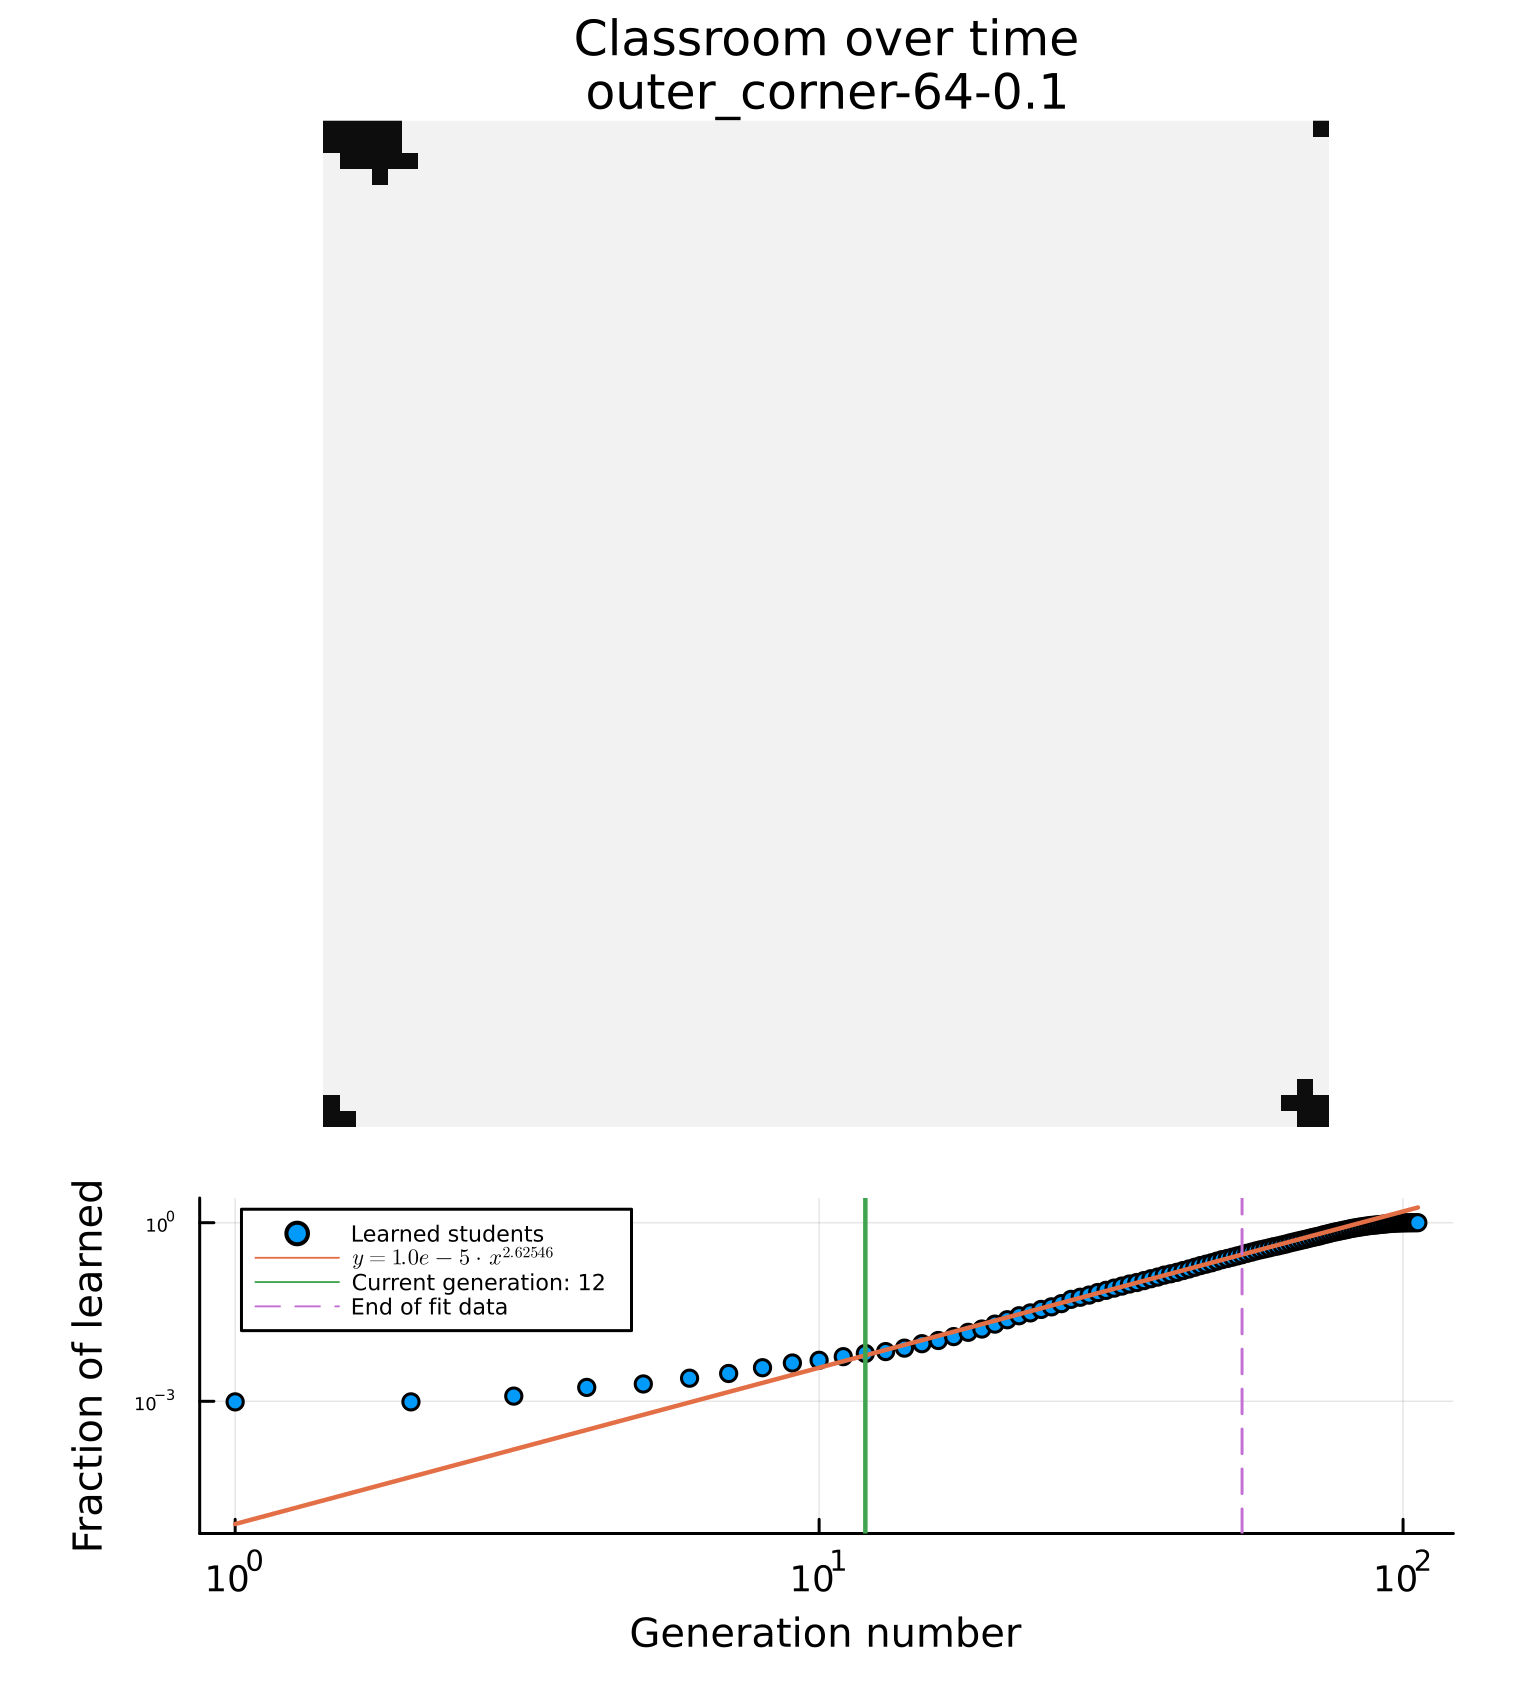 Classroom over time
outer_corner-64-0.1
Fraction of learned
10^0
10^-3
Learned students
y = 1.0e − 5 · x^2.62546
Current generation: 12
End of fit data
10^0 10^1 10^2
Generation number